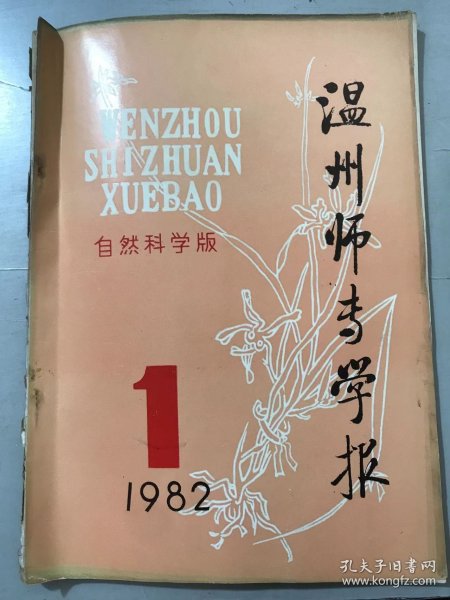 WENZHOU
SHIZHUAN
XUEBAO
自然科学版
温州师专学报
1
1982
孔夫子旧书网
www.kongfz.com